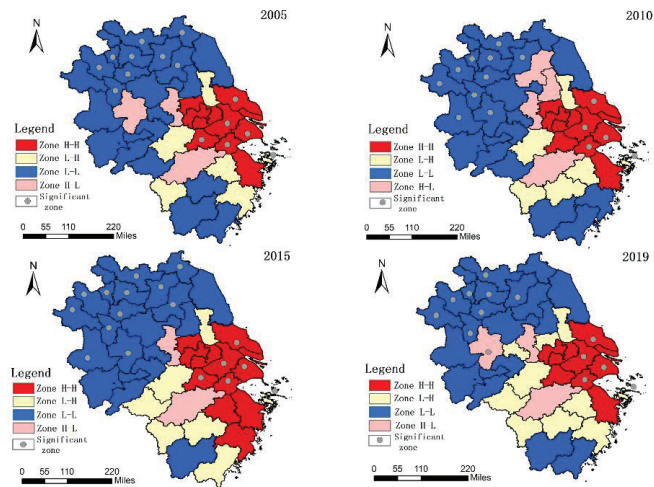 2005
N
Legend
Zone H-H
Zone L-H
Zone L-L
Zone H-L
Significant
zone
0 55 110 220
Miles
2010
N
Legend
Zone H-H
Zone L-H
Zone L-L
Zone H-L
Significant
zone
0 55 110 220
Miles
2015
N
Legend
Zone H-H
Zone L-H
Zone L-L
Zone H-L
Significant
zone
0 55 110 220
Miles
2019
N
Legend
Zone H-H
Zone L-H
Zone L-L
Zone H-L
Significant
zone
0 55 110 220
Miles